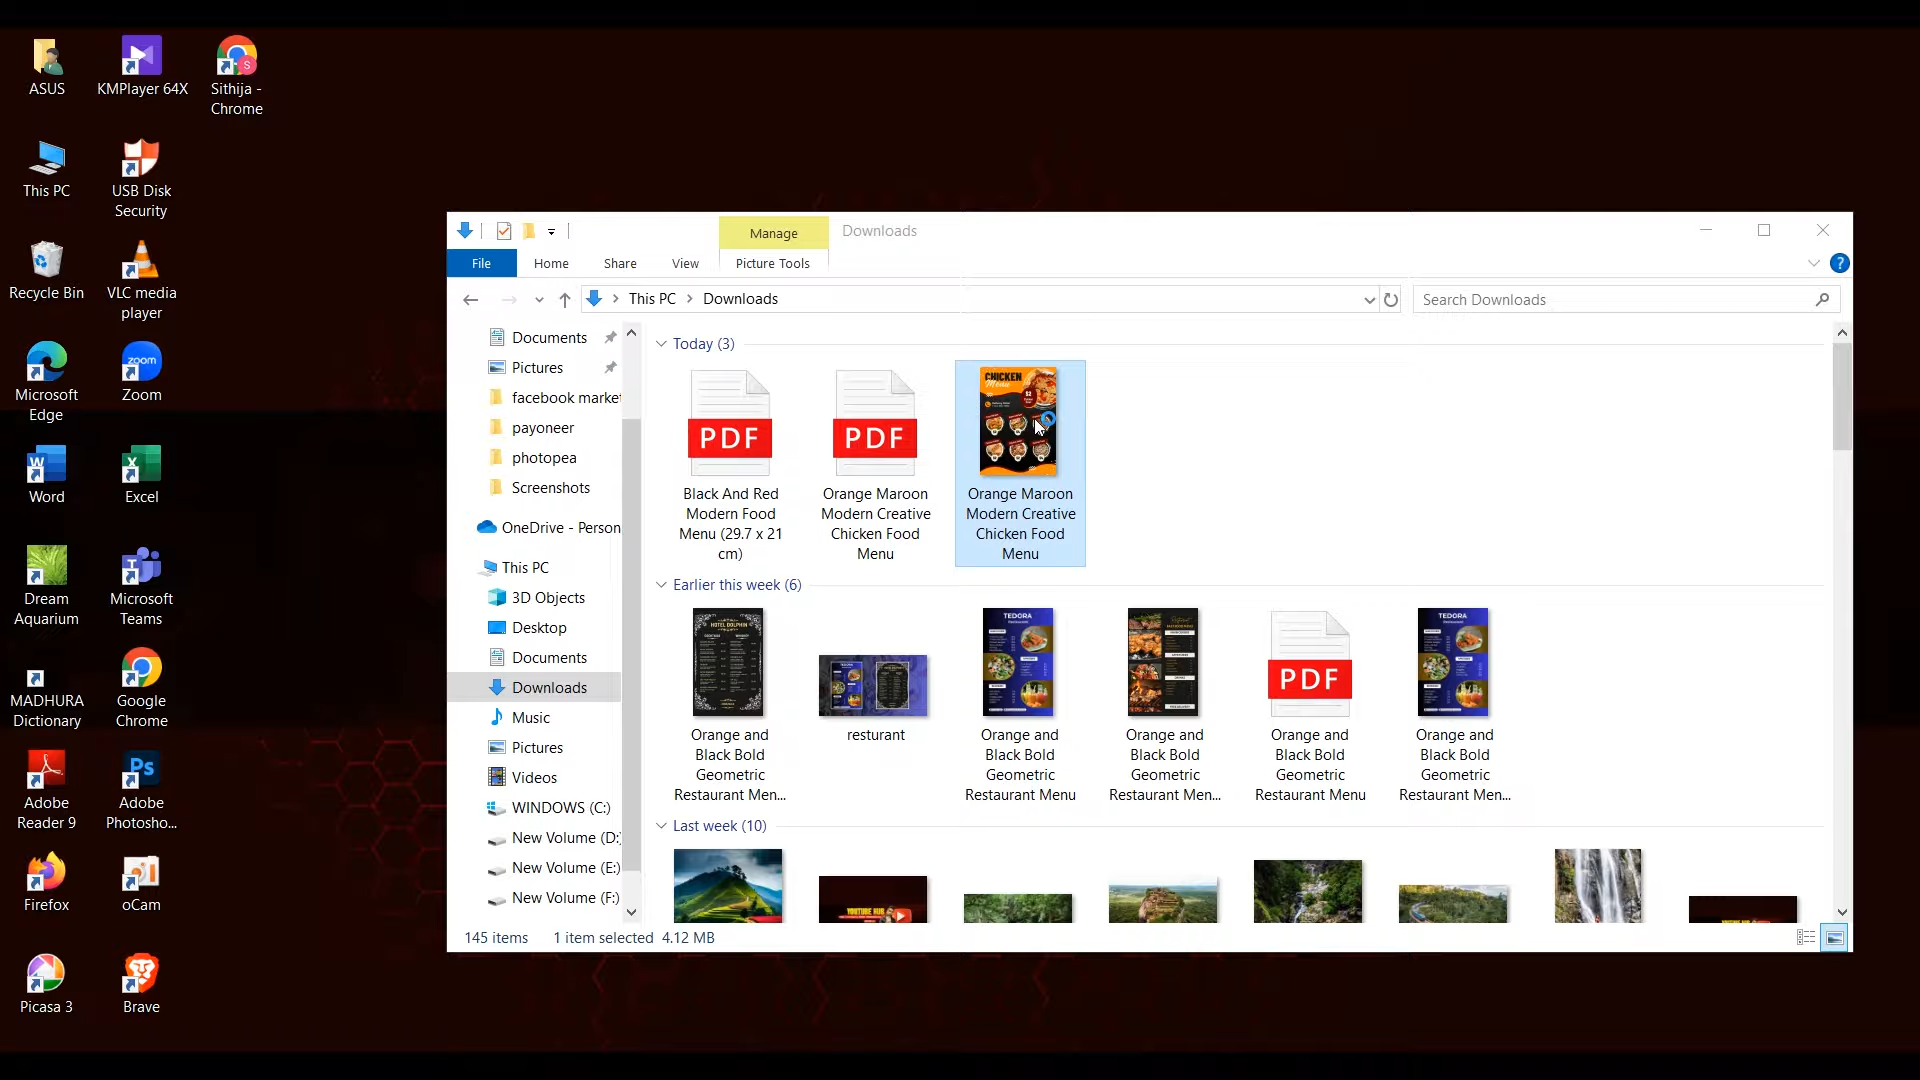 ASUS
KMPlayer 64X
Sithija -
Chrome
This PC
USB Disk
Security
Recycle Bin
VLC media
player
Microsoft
Edge
zoom
Zoom
Word
Excel
Dream
Aquarium
Microsoft
Teams
MADHURA
Dictionary
Google
Chrome
Adobe
Reader 9
Ps
Adobe
Photosho...
Firefox
oCam
Picasa 3
Brave
Manage
Downloads
File
Home
Share
View
Picture Tools
This PC
Downloads
Search Downloads
Documents
Pictures
facebook market
payoneer
photopea
Screenshots
OneDrive - Person
This PC
3D Objects
Desktop
Documents
Downloads
Music
Pictures
Videos
WINDOWS (C:)
New Volume (D:)
New Volume (E:)
New Volume (F:)
Today (3)
PDF
Black And Red
Modern Food
Menu (29.7 x 21
cm)
PDF
Orange Maroon
Modern Creative
Chicken Food
Menu
CHICKEN
Menu
Orange Maroon
Modern Creative
Chicken Food
Menu
Earlier this week (6)
HOTEL DOLPHIN
Orange and
Black Bold
Geometric
Restaurant Men...
resturant
TEDORA
Orange and
Black Bold
Geometric
Restaurant Menu
Orange and
Black Bold
Geometric
Restaurant Men...
PDF
Orange and
Black Bold
Geometric
Restaurant Menu
TEDORA
Orange and
Black Bold
Geometric
Restaurant Men...
Last week (10)
YOUTUBE HUB
145 items
1 item selected 4.12 MB